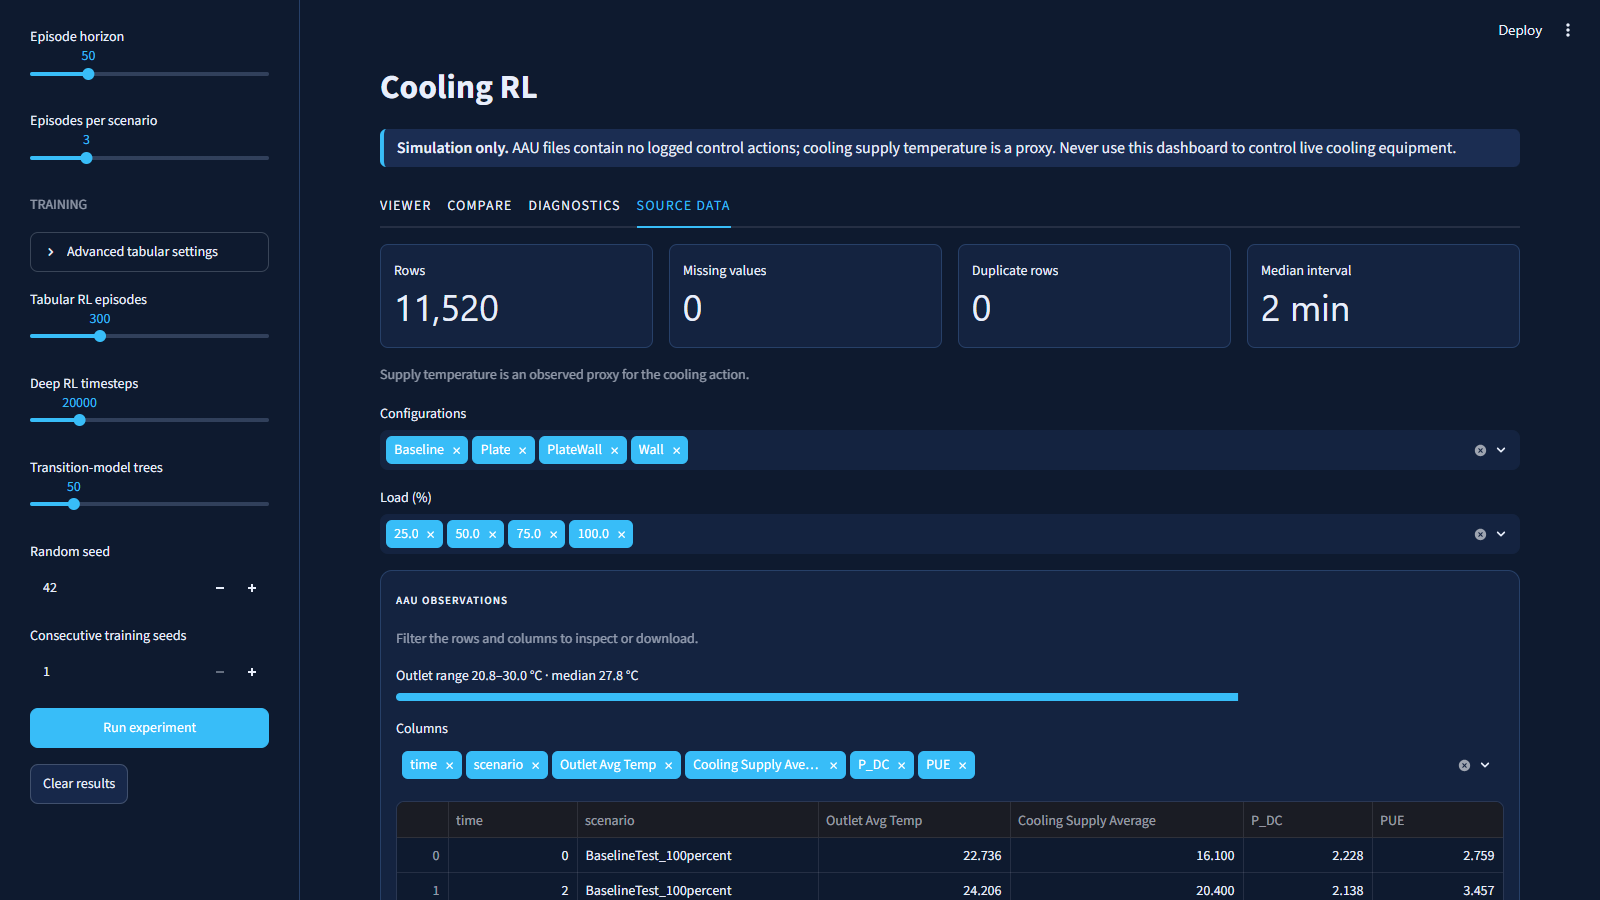 Episode horizon
50
Episodes per scenario
3
TRAINING
Advanced tabular settings
Tabular RL episodes
300
Deep RL timesteps
20000
Transition-model trees
50
Random seed
42
Consecutive training seeds
1
Run experiment
Clear results
Deploy
Cooling RL
Simulation only. AAU files contain no logged control actions; cooling supply temperature is a proxy. Never use this dashboard to control live cooling equipment.
VIEWER COMPARE DIAGNOSTICS SOURCE DATA
Rows
11,520
Missing values
0
Duplicate rows
0
Median interval
2 min
Supply temperature is an observed proxy for the cooling action.
Configurations
Baseline Plate PlateWall Wall
Load (%)
25.0 50.0 75.0 100.0
AAU OBSERVATIONS
Filter the rows and columns to inspect or download.
Outlet range 20.8–30.0 °C · median 27.8 °C
Columns
time scenario Outlet Avg Temp Cooling Supply Ave... P_DC PUE
time scenario Outlet Avg Temp Cooling Supply Average P_DC PUE
0 0 BaselineTest_100percent 22.736 16.100 2.228 2.759
1 2 BaselineTest_100percent 24.206 20.400 2.138 3.457